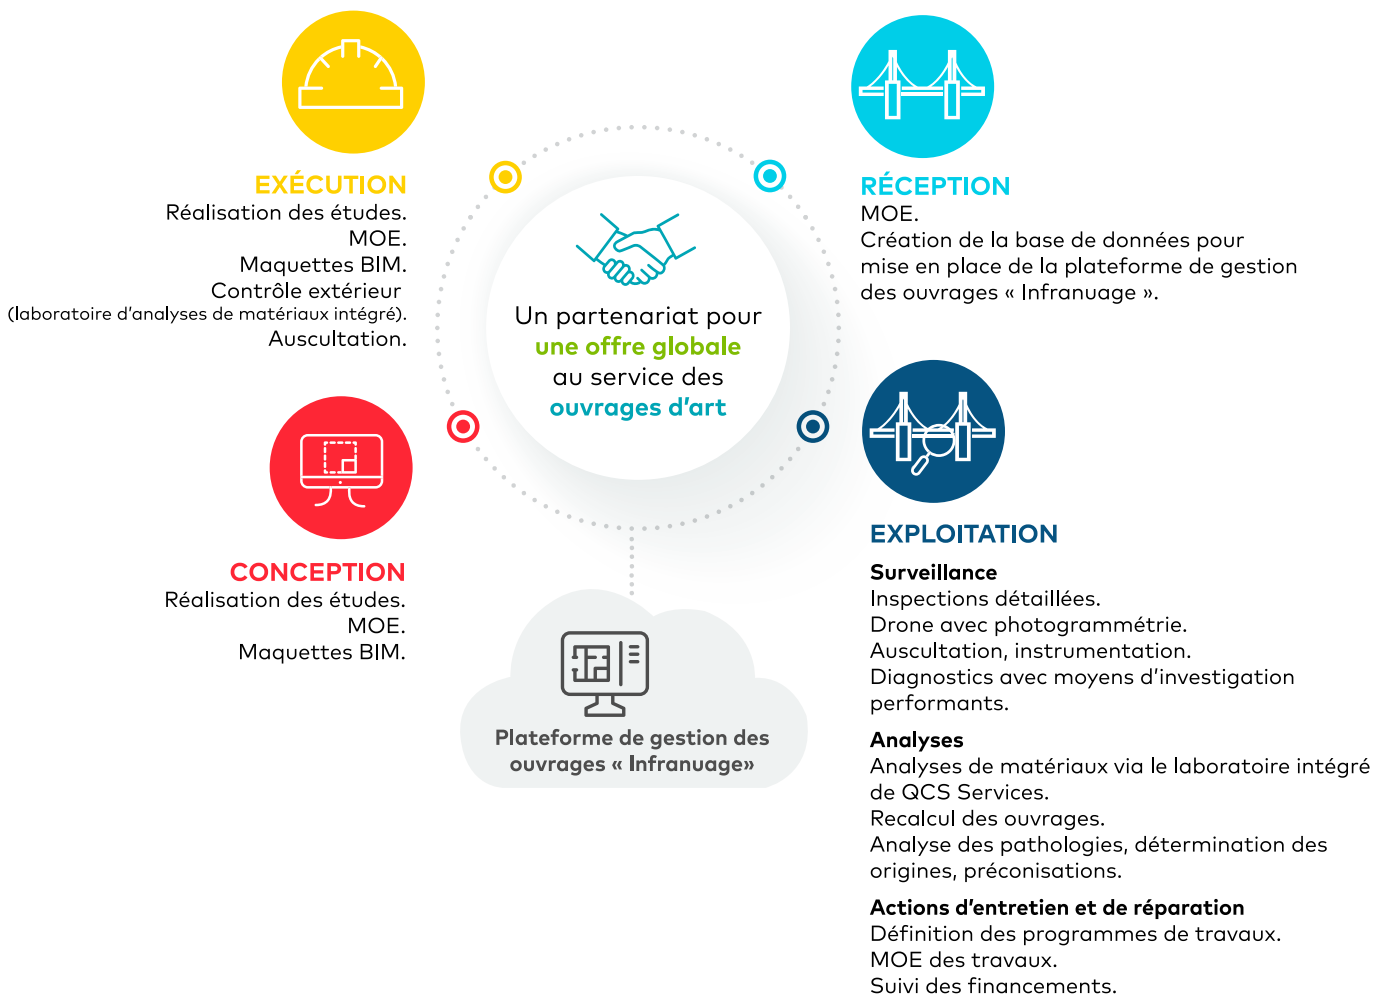 EXÉCUTION
Réalisation des études.
MOE.
Maquettes BIM.
Contrôle extérieur
(laboratoire d'analyses de matériaux intégré).
Auscultation.
RÉCEPTION
MOE.
Création de la base de données pour
mise en place de la plateforme de gestion
des ouvrages « Infranuage ».
Un partenariat pour
une offre globale
au service des
ouvrages d'art
CONCEPTION
Réalisation des études.
MOE.
Maquettes BIM.
EXPLOITATION
Surveillance
Inspections détaillées.
Drone avec photogrammétrie.
Auscultation, instrumentation.
Diagnostics avec moyens d'investigation
performants.
Analyses
Analyses de matériaux via le laboratoire intégré
de QCS Services.
Recalcul des ouvrages.
Analyse des pathologies, détermination des
origines, préconisations.
Actions d'entretien et de réparation
Définition des programmes de travaux.
MOE des travaux.
Suivi des financements.
Plateforme de gestion des
ouvrages « Infranuage»